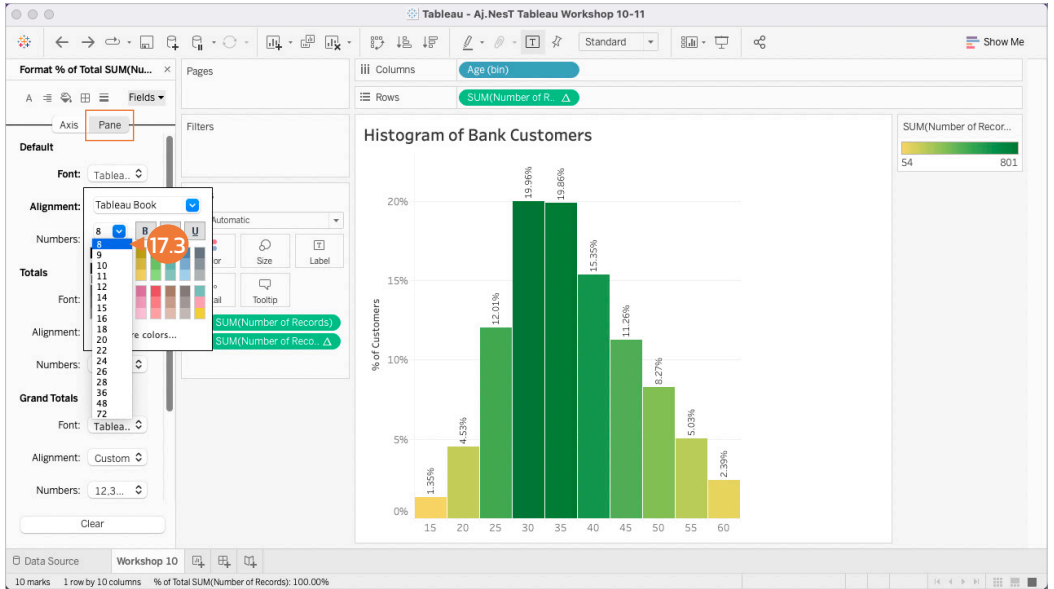 Tableau - Aj.NesT Tableau Workshop 10-11
Standard
Show Me
Format % of Total SUM(Nu... ×
Fields
Axis Pane
Default
Font: Tablea..
Alignment:
Numbers:
Totals
Font:
Alignment:
Numbers:
Grand Totals
Font: Tablea..
Alignment: Custom
Numbers: 12,3...
Clear
Tableau Book
8 B U
8
9
10
11
12
14
15
16
18
20
22
24
26
28
36
48
72
17.3
re colors...
Pages
Filters
Automatic
or Size Label
ail Tooltip
SUM(Number of Records)
SUM(Number of Reco.. Δ
iii Columns Age (bin)
Rows SUM(Number of R.. Δ
Histogram of Bank Customers
% of Customers
20%
15%
10%
5%
0%
1.35%
4.53%
12.01%
19.96%
19.86%
15.35%
11.26%
8.27%
5.03%
2.39%
15 20 25 30 35 40 45 50 55 60
SUM(Number of Recor...
54 801
Data Source Workshop 10
10 marks 1 row by 10 columns % of Total SUM(Number of Records): 100.00%